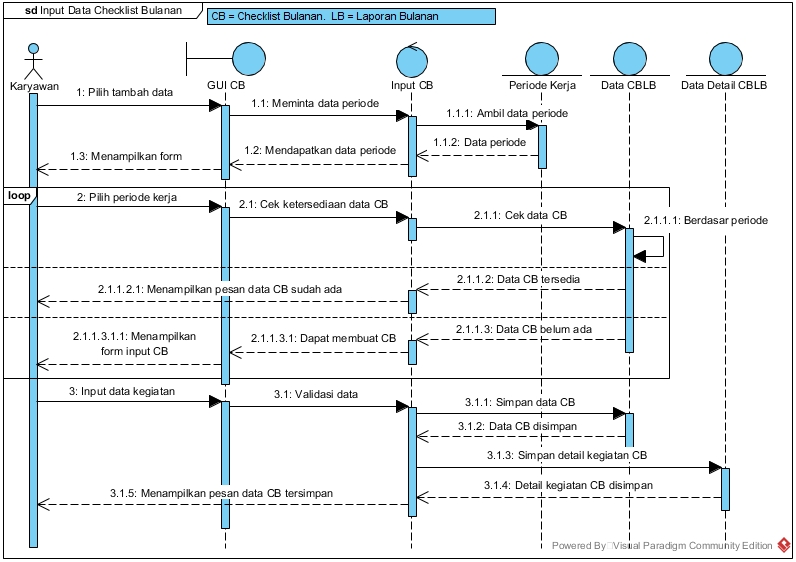 sd Input Data Checklist Bulanan
CB = Checklist Bulanan. LB = Laporan Bulanan
Karyawan
GUI CB
Input CB
Periode Kerja
Data CBLB
Data Detail CBLB
1: Pilih tambah data
1.1: Meminta data periode
1.1.1: Ambil data periode
1.1.2: Data periode
1.2: Mendapatkan data periode
1.3: Menampilkan form
loop
2: Pilih periode kerja
2.1: Cek ketersediaan data CB
2.1.1: Cek data CB
2.1.1.1: Berdasar periode
2.1.1.2: Data CB tersedia
2.1.1.2.1: Menampilkan pesan data CB sudah ada
2.1.1.3: Data CB belum ada
2.1.1.3.1: Dapat membuat CB
2.1.1.3.1.1: Menampilkan
form input CB
3: Input data kegiatan
3.1: Validasi data
3.1.1: Simpan data CB
3.1.2: Data CB disimpan
3.1.3: Simpan detail kegiatan CB
3.1.4: Detail kegiatan CB disimpan
3.1.5: Menampilkan pesan data CB tersimpan
Powered By Visual Paradigm Community Edition